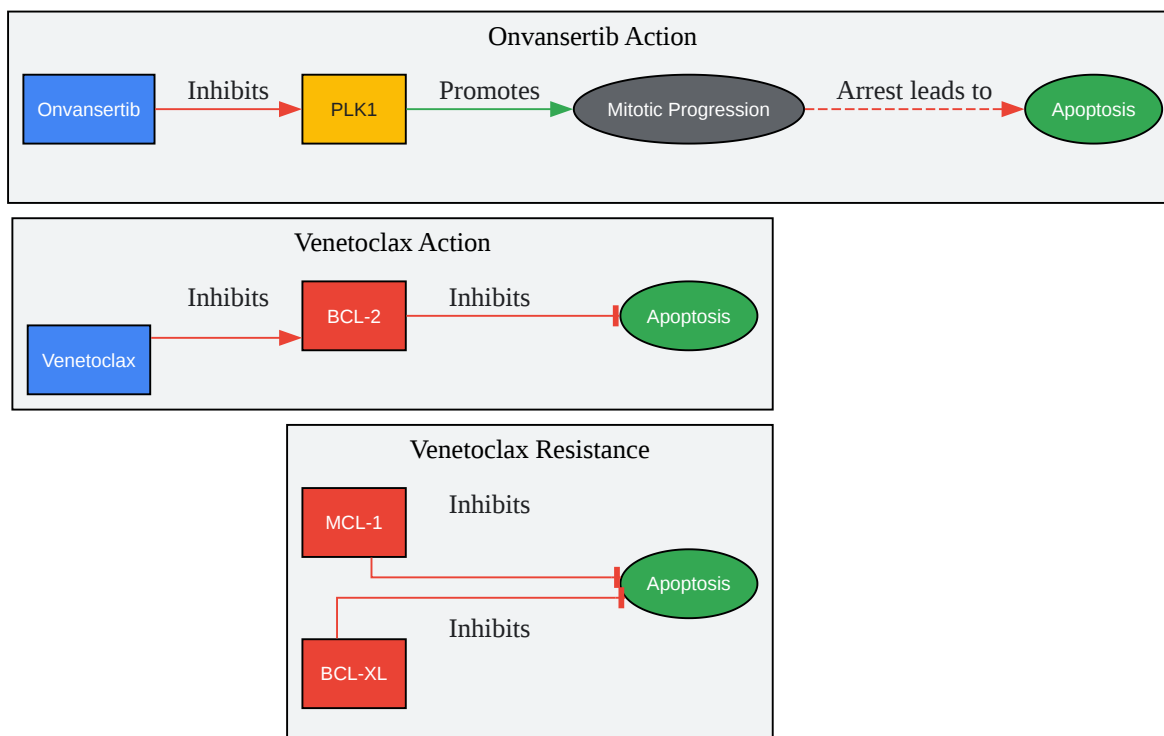 Onvansertib Action
Inhibits
Promotes
Arrest leads to
Onvansertib
PLK1
Mitotic Progression
Apoptosis
Venetoclax Action
Inhibits
Inhibits
BCL-2
Apoptosis
Venetoclax
Venetoclax Resistance
Inhibits
MCL-1
Apoptosis
Inhibits
BCL-XL